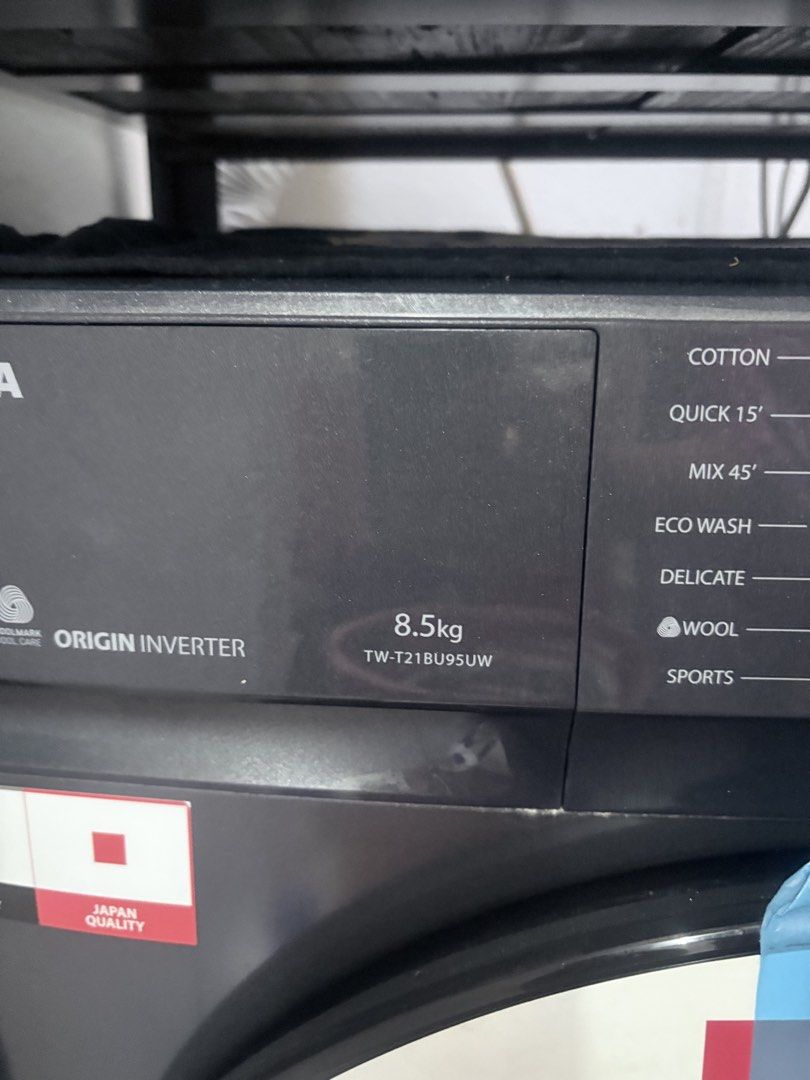 A
COTTON
QUICK 15′
MIX 45′
ECO WASH
DELICATE
WOOL
SPORTS
ORIGIN INVERTER
8.5kg
TW-T21BU95UW
JAPAN
QUALITY